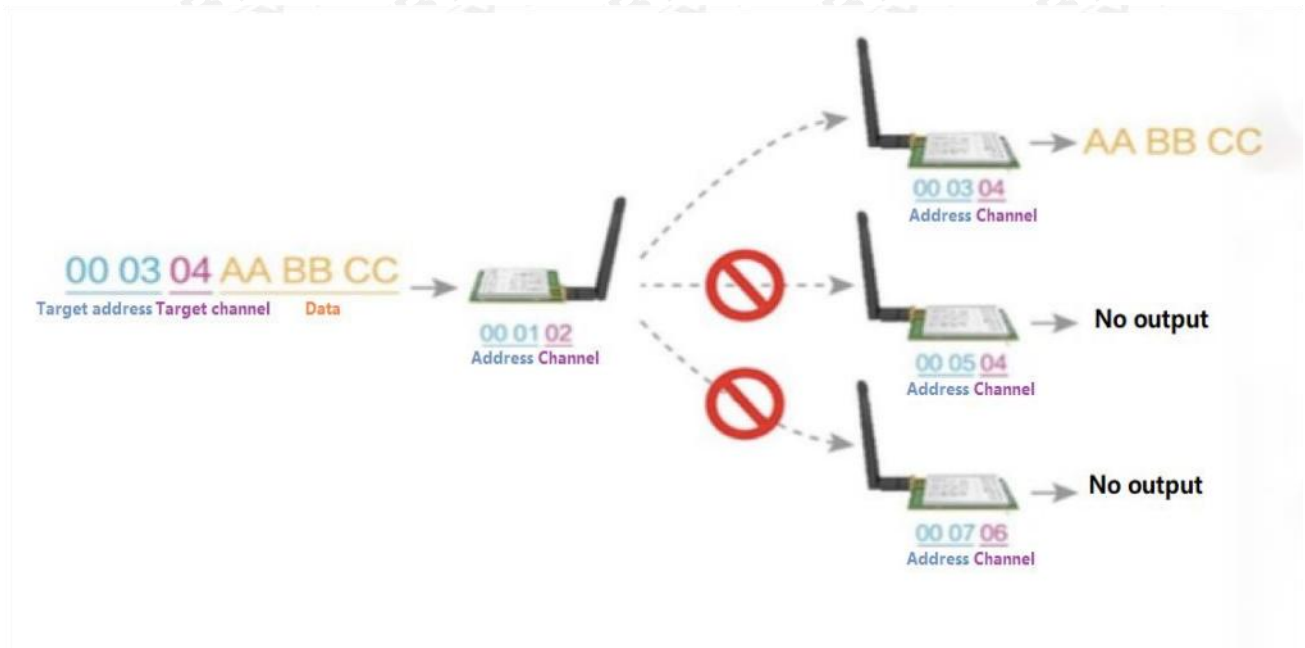 AA BB CC
00 03 04
Address Channel
00 03 04 AA BB CC
Target address Target channel Data
00 01 02
Address Channel
No output
00 05 04
Address Channel
No output
00 07 06
Address Channel